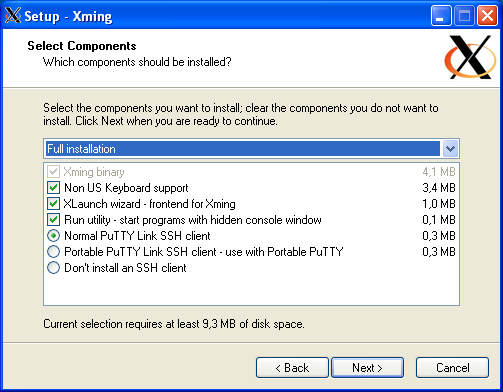 Setup - Xming
Select Components
Which components should be installed?
Select the components you want to install; clear the components you do not want to
install. Click Next when you are ready to continue.
Full installation
Xming binary 4,1 MB
Non US Keyboard support 3,4 MB
XLaunch wizard - frontend for Xming 1,0 MB
Run utility - start programs with hidden console window 0,1 MB
Normal PuTTY Link SSH client 0,3 MB
Portable PuTTY Link SSH client - use with Portable PuTTY 0,3 MB
Don't install an SSH client
Current selection requires at least 9,3 MB of disk space.
< Back Next > Cancel